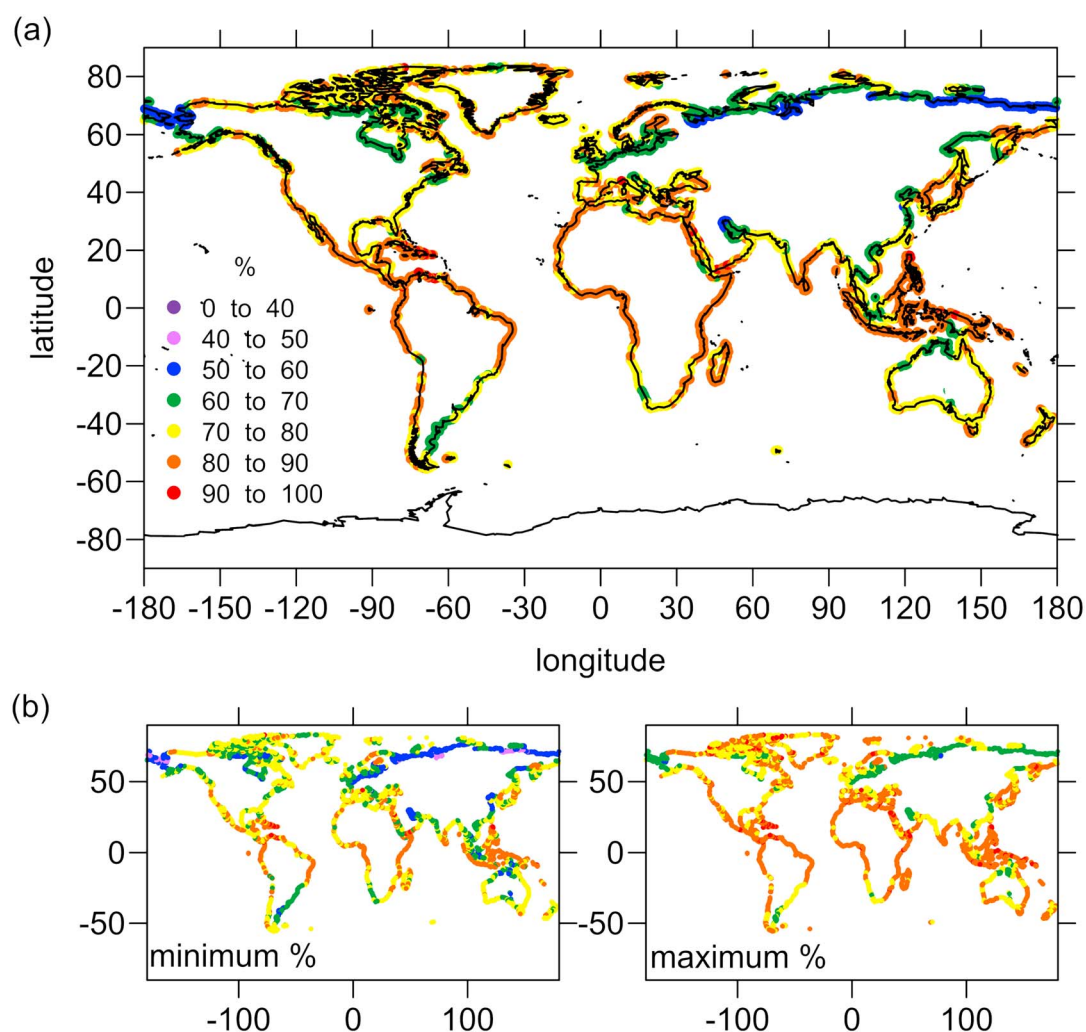 (a)
80
60
40
20
0
-20
-40
-60
-80
latitude
%
0 to 40
40 to 50
50 to 60
60 to 70
70 to 80
80 to 90
90 to 100
-180 -150 -120 -90 -60 -30 0 30 60 90 120 150 180
longitude
(b)
50
0
-50
minimum %
-100 0 100
50
0
-50
maximum %
-100 0 100